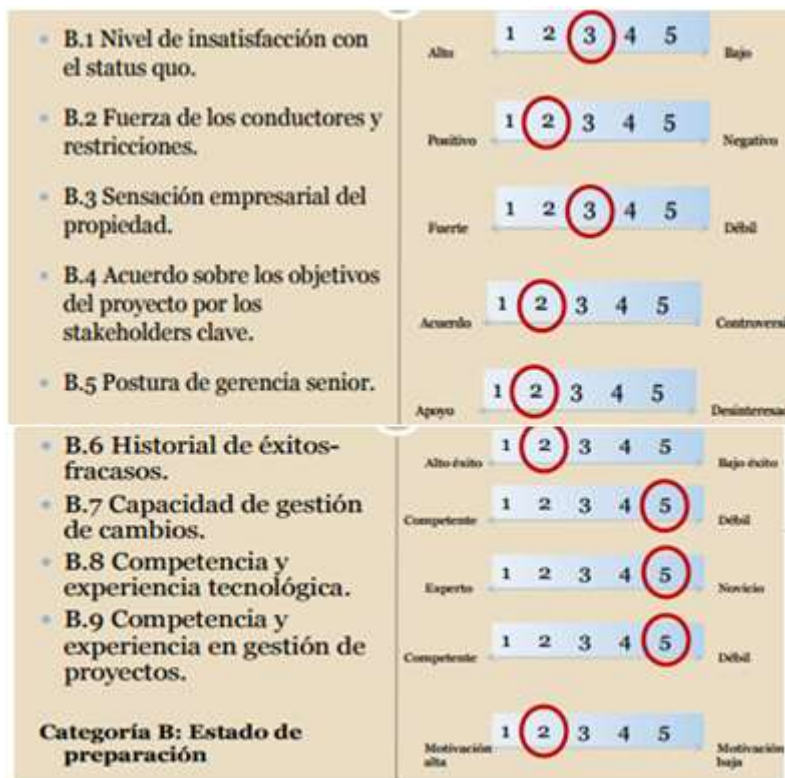 B.1 Nivel de insatisfacción con
el status quo.
Alto 1 2 3 4 5 Bajo
B.2 Fuerza de los conductores y
restricciones.
Positivo 1 2 3 4 5 Negativo
B.3 Sensación empresarial del
propiedad.
Fuerte 1 2 3 4 5 Débil
B.4 Acuerdo sobre los objetivos
del proyecto por los
stakeholders clave.
Acuerdo 1 2 3 4 5 Controversi
B.5 Postura de gerencia senior.
Apoyo 1 2 3 4 5 Desinteresad
B.6 Historial de éxitos-
fracasos.
Alto éxito 1 2 3 4 5 Bajo éxito
B.7 Capacidad de gestión
de cambios.
Competente 1 2 3 4 5 Débil
B.8 Competencia y
experiencia tecnológica.
Experto 1 2 3 4 5 Novicio
B.9 Competencia y
experiencia en gestión de
proyectos.
Competente 1 2 3 4 5 Débil
Categoría B: Estado de
preparación
Motivación
alta
1 2 3 4 5
Motivación
baja